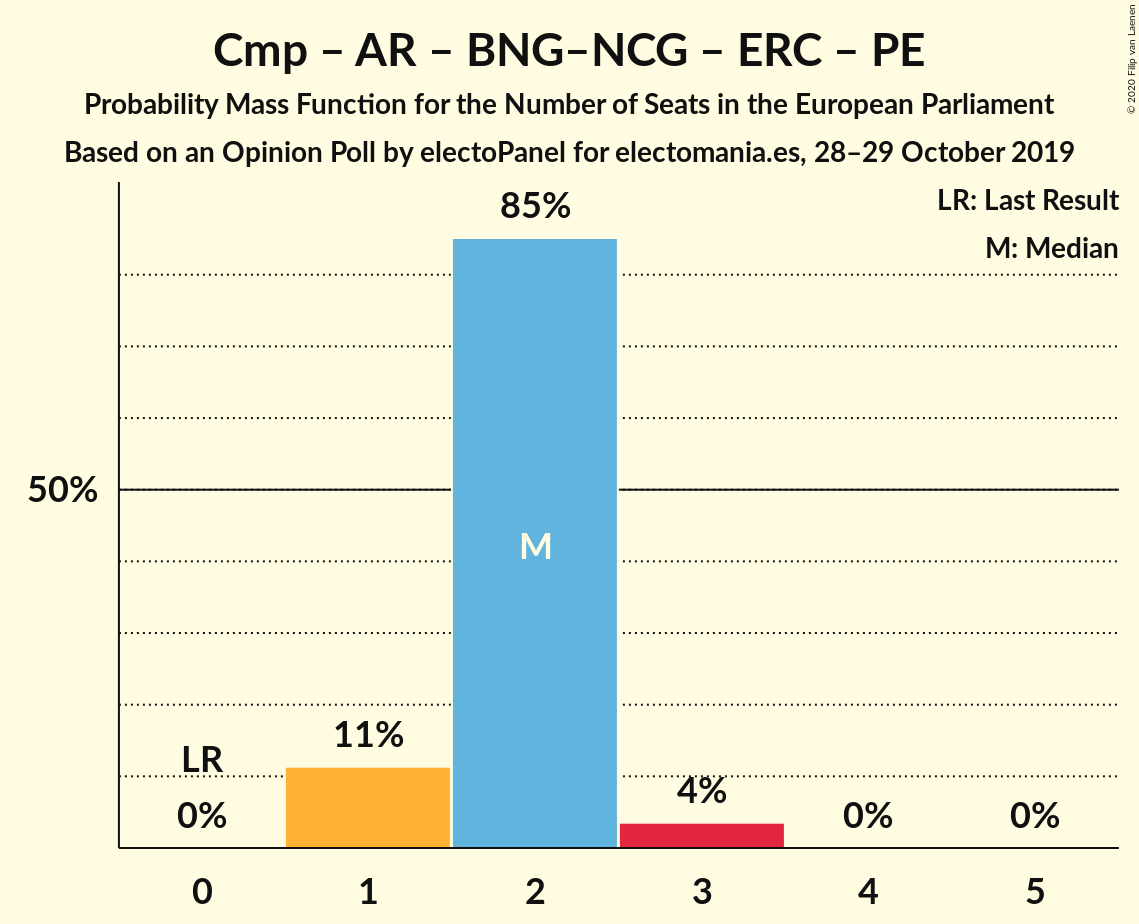 Cmp – AR – BNG–NCG – ERC – PE
Probability Mass Function for the Number of Seats in the European Parliament
Based on an Opinion Poll by electoPanel for electomania.es, 28–29 October 2019
© 2020 Filip van Laenen
LR: Last Result
M: Median
85%
50%
M
11%
LR
4%
0%
0%
0%
0 1 2 3 4 5